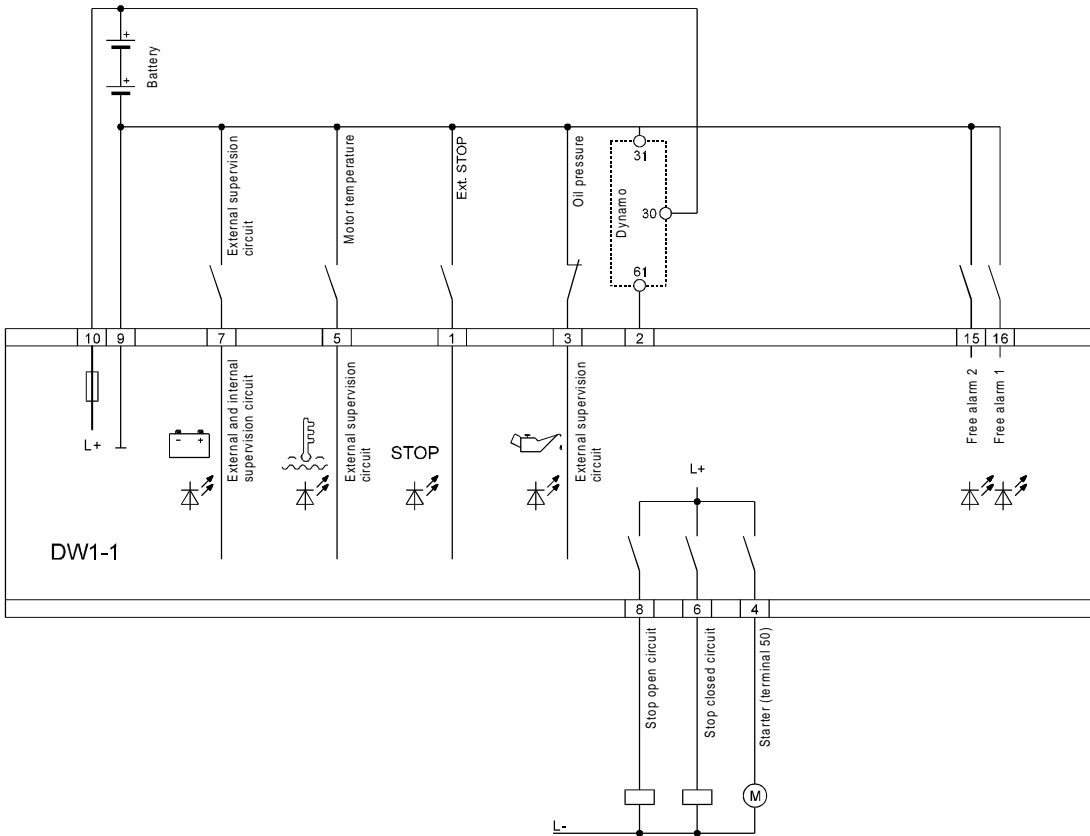 +
+
Battery
External supervision
circuit
Motor temperature
Ext. STOP
Oil pressure
Dynamo
31
30
61
10 9 7 5 1 3 2 15 16
L+
- +
External and internal
supervision circuit
External supervision
circuit
STOP
External supervision
circuit
Free alarm 2
Free alarm 1
L+
DW1-1
8 6 4
Stop open circuit
Stop closed circuit
Starter (terminal 50)
M
L-